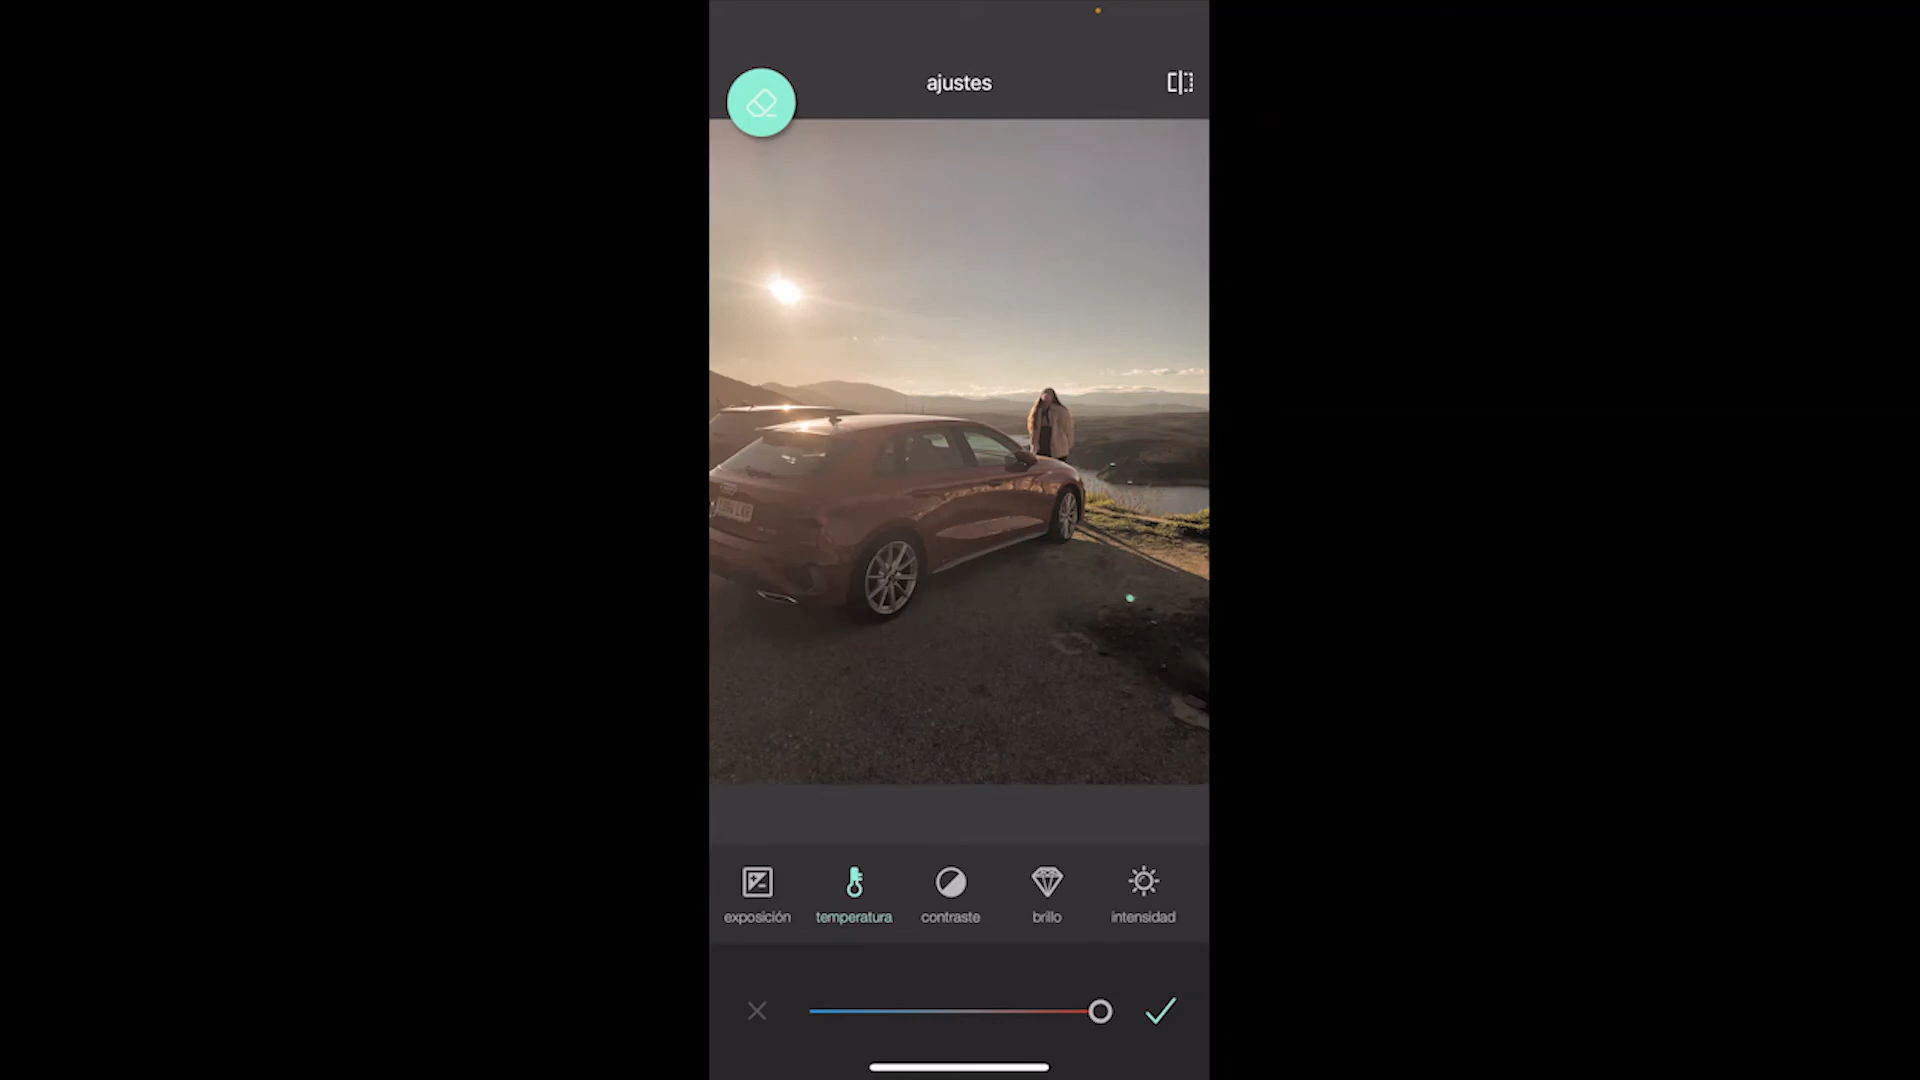 ajustes
exposición
temperatura
contraste
brillo
intensidad